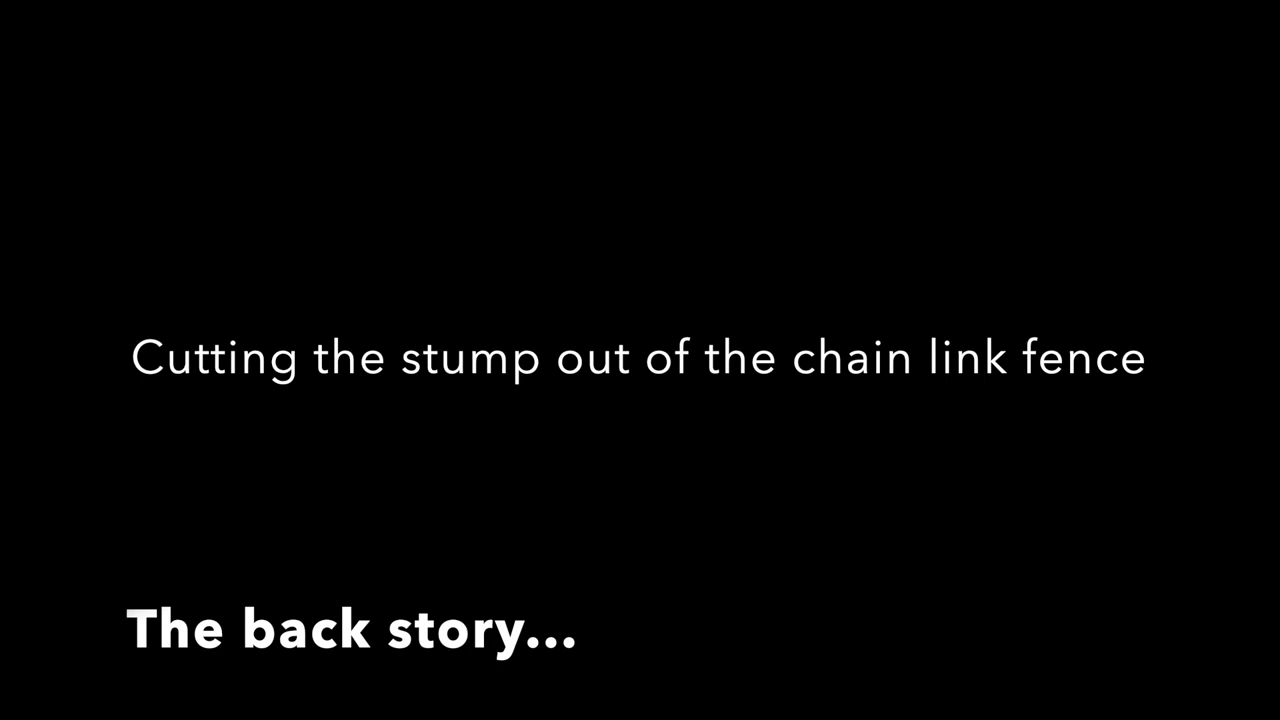 Cutting the stump out of the chain link fence
The back story...